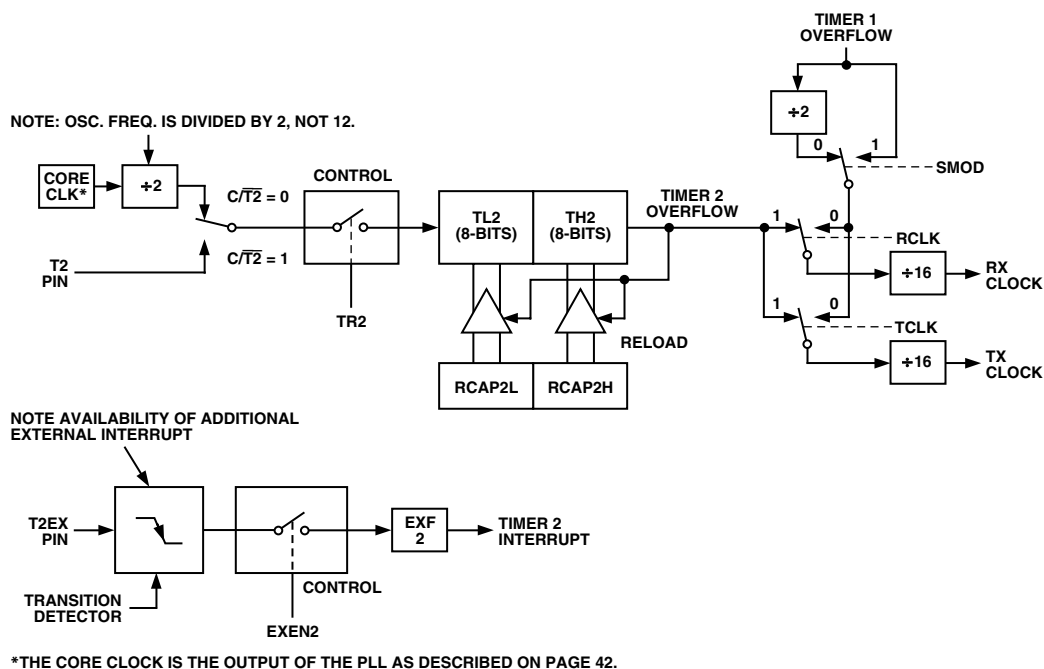 TIMER 1
OVERFLOW
÷2
0
1
SMOD
NOTE: OSC. FREQ. IS DIVIDED BY 2, NOT 12.
CORE
CLK*
÷2
C/T2̅ = 0
C/T2̅ = 1
T2
PIN
CONTROL
TR2
TL2
(8-BITS)
TH2
(8-BITS)
TIMER 2
OVERFLOW
RELOAD
RCAP2L
RCAP2H
1
0
RCLK
÷16
RX
CLOCK
1
0
TCLK
÷16
TX
CLOCK
NOTE AVAILABILITY OF ADDITIONAL
EXTERNAL INTERRUPT
T2EX
PIN
TRANSITION
DETECTOR
CONTROL
EXEN2
EXF
2
TIMER 2
INTERRUPT
*THE CORE CLOCK IS THE OUTPUT OF THE PLL AS DESCRIBED ON PAGE 42.